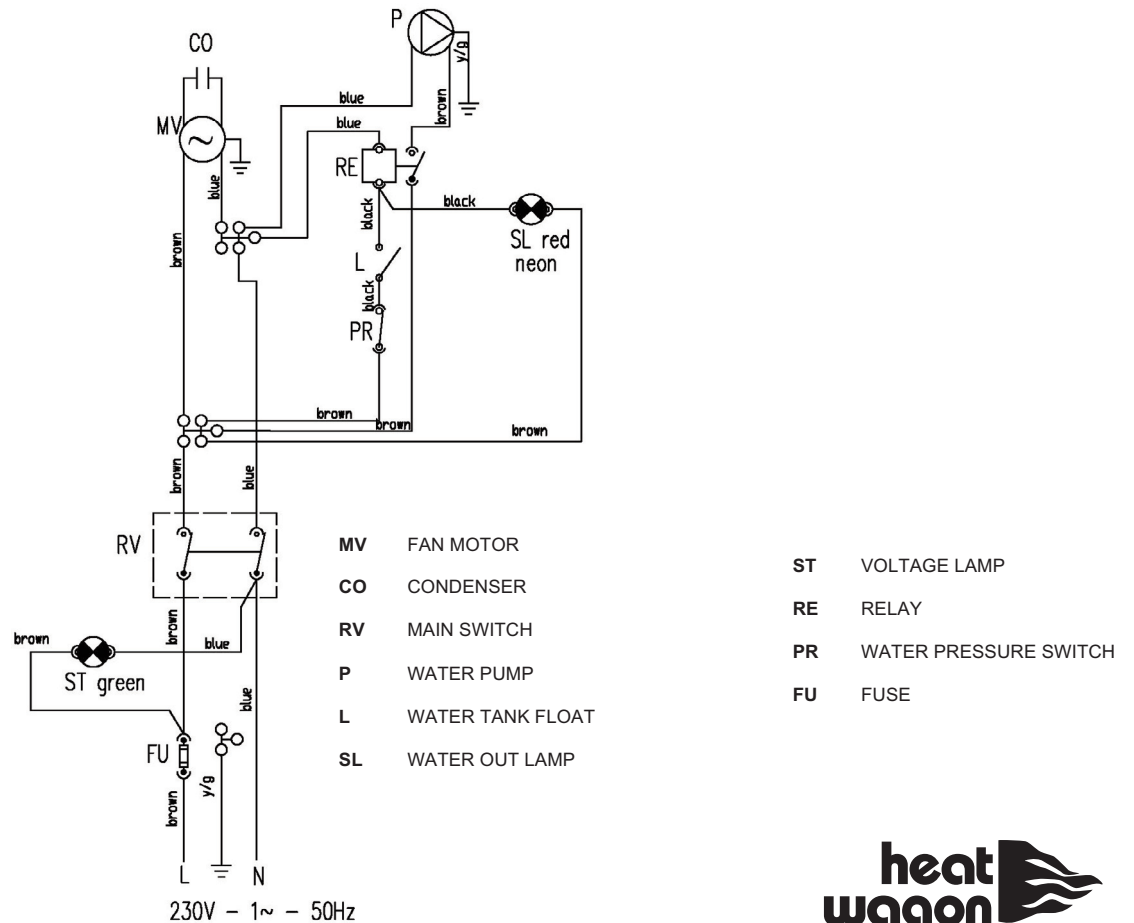 P
CO
y/g
blue
brown
blue
MV
RE
blue
black
black
SL red
neon
brown
L
black
PR
brown
brown
brown
brown
blue
RV
brown
brown
blue
ST green
blue
FU
y/g
brown
L
N
230V – 1~ – 50Hz
MV FAN MOTOR
CO CONDENSER
RV MAIN SWITCH
P WATER PUMP
L WATER TANK FLOAT
SL WATER OUT LAMP
ST VOLTAGE LAMP
RE RELAY
PR WATER PRESSURE SWITCH
FU FUSE
heat
wagon